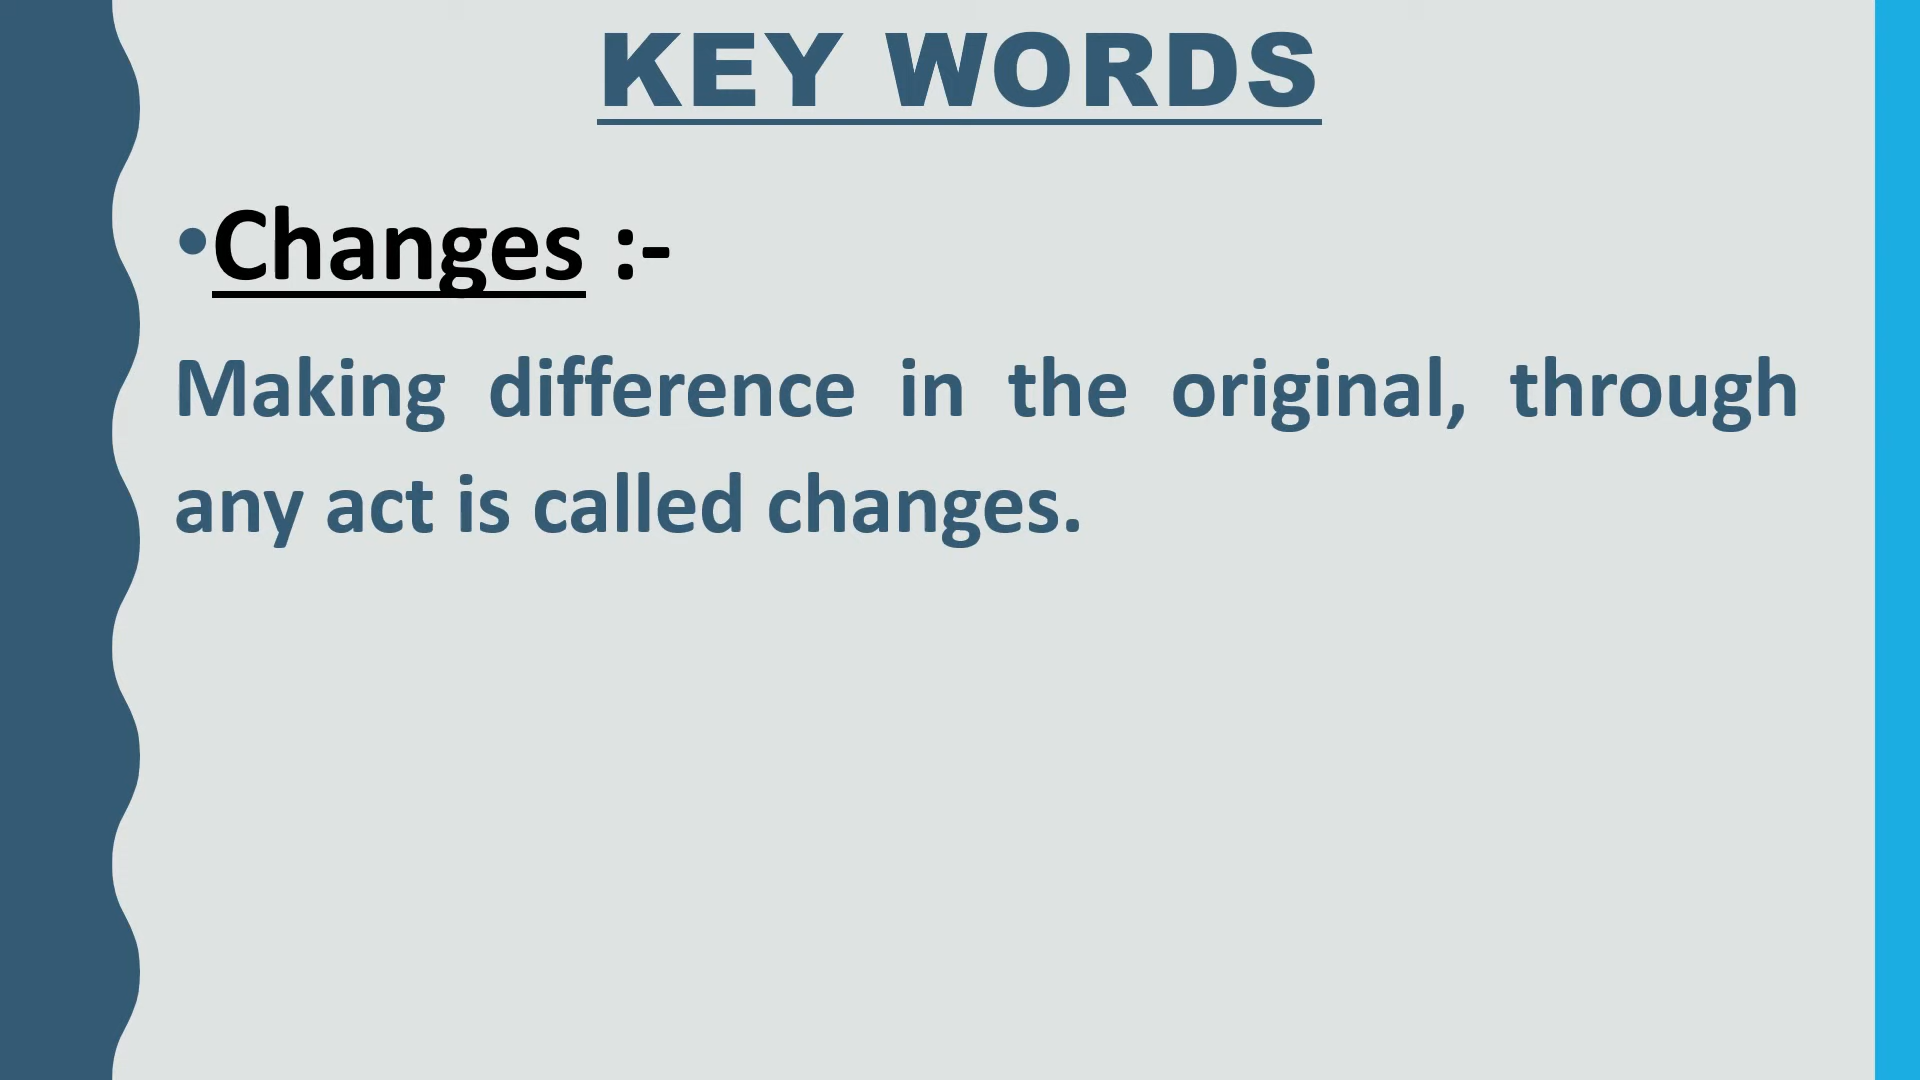 KEY WORDS
•Changes :-
Making difference in the original, through
any act is called changes.